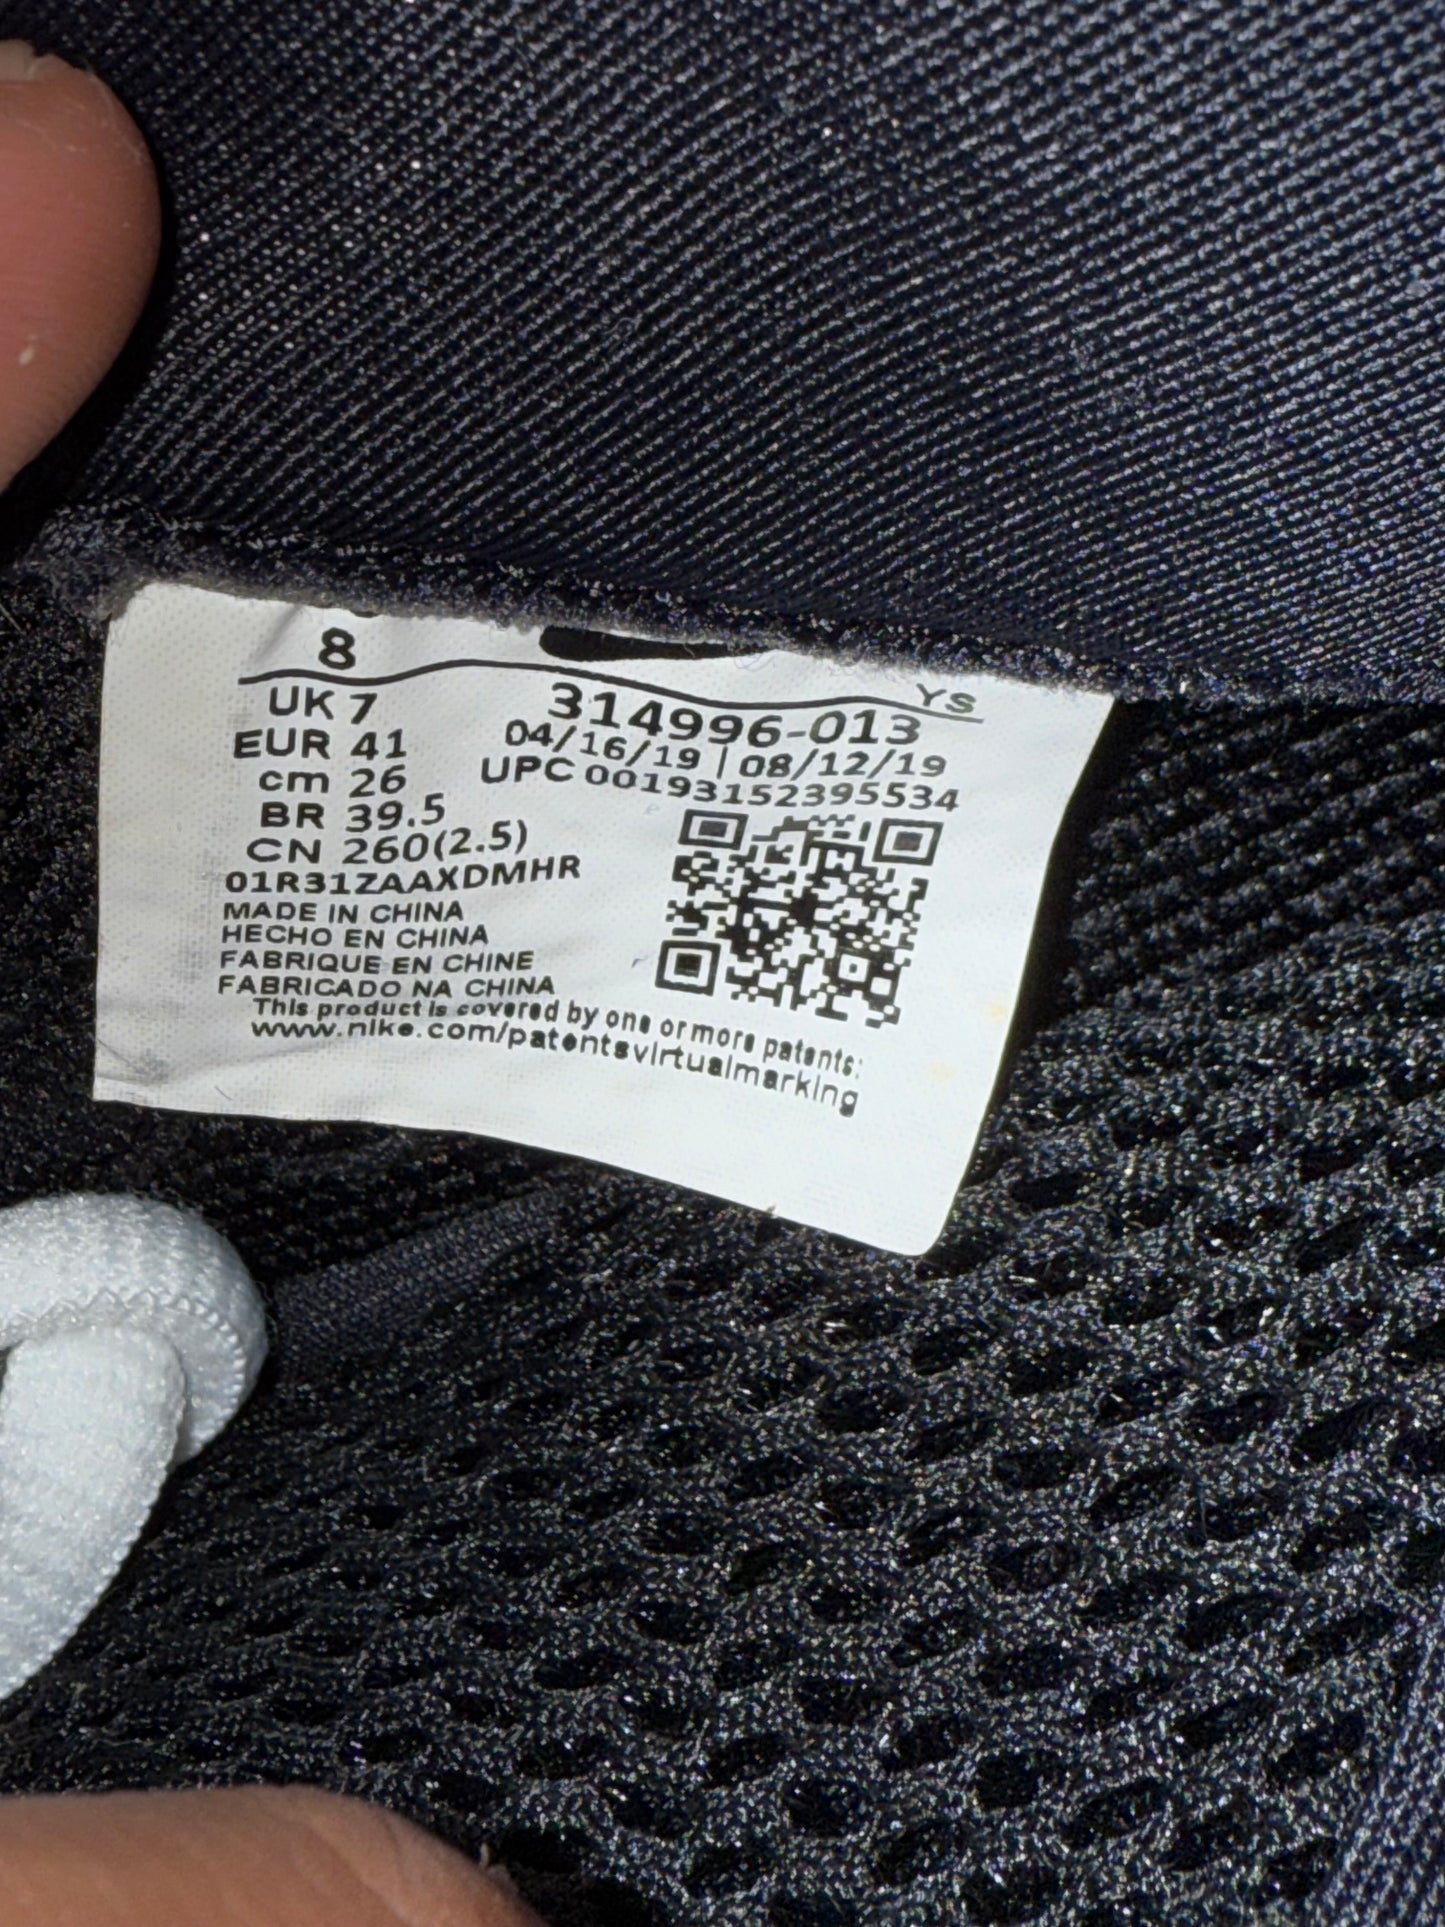 8
YS
UK 7
EUR 41
cm 26
BR 39.5
CN 260(2.5)
314996-013
04/16/19 | 08/12/19
UPC 00193152395534
01R31ZAAXDMHR
MADE IN CHINA
HECHO EN CHINA
FABRIQUE EN CHINE
FABRICADO NA CHINA
This product is covered by one or more patents:
www.nike.com/patentsvirtualmarking